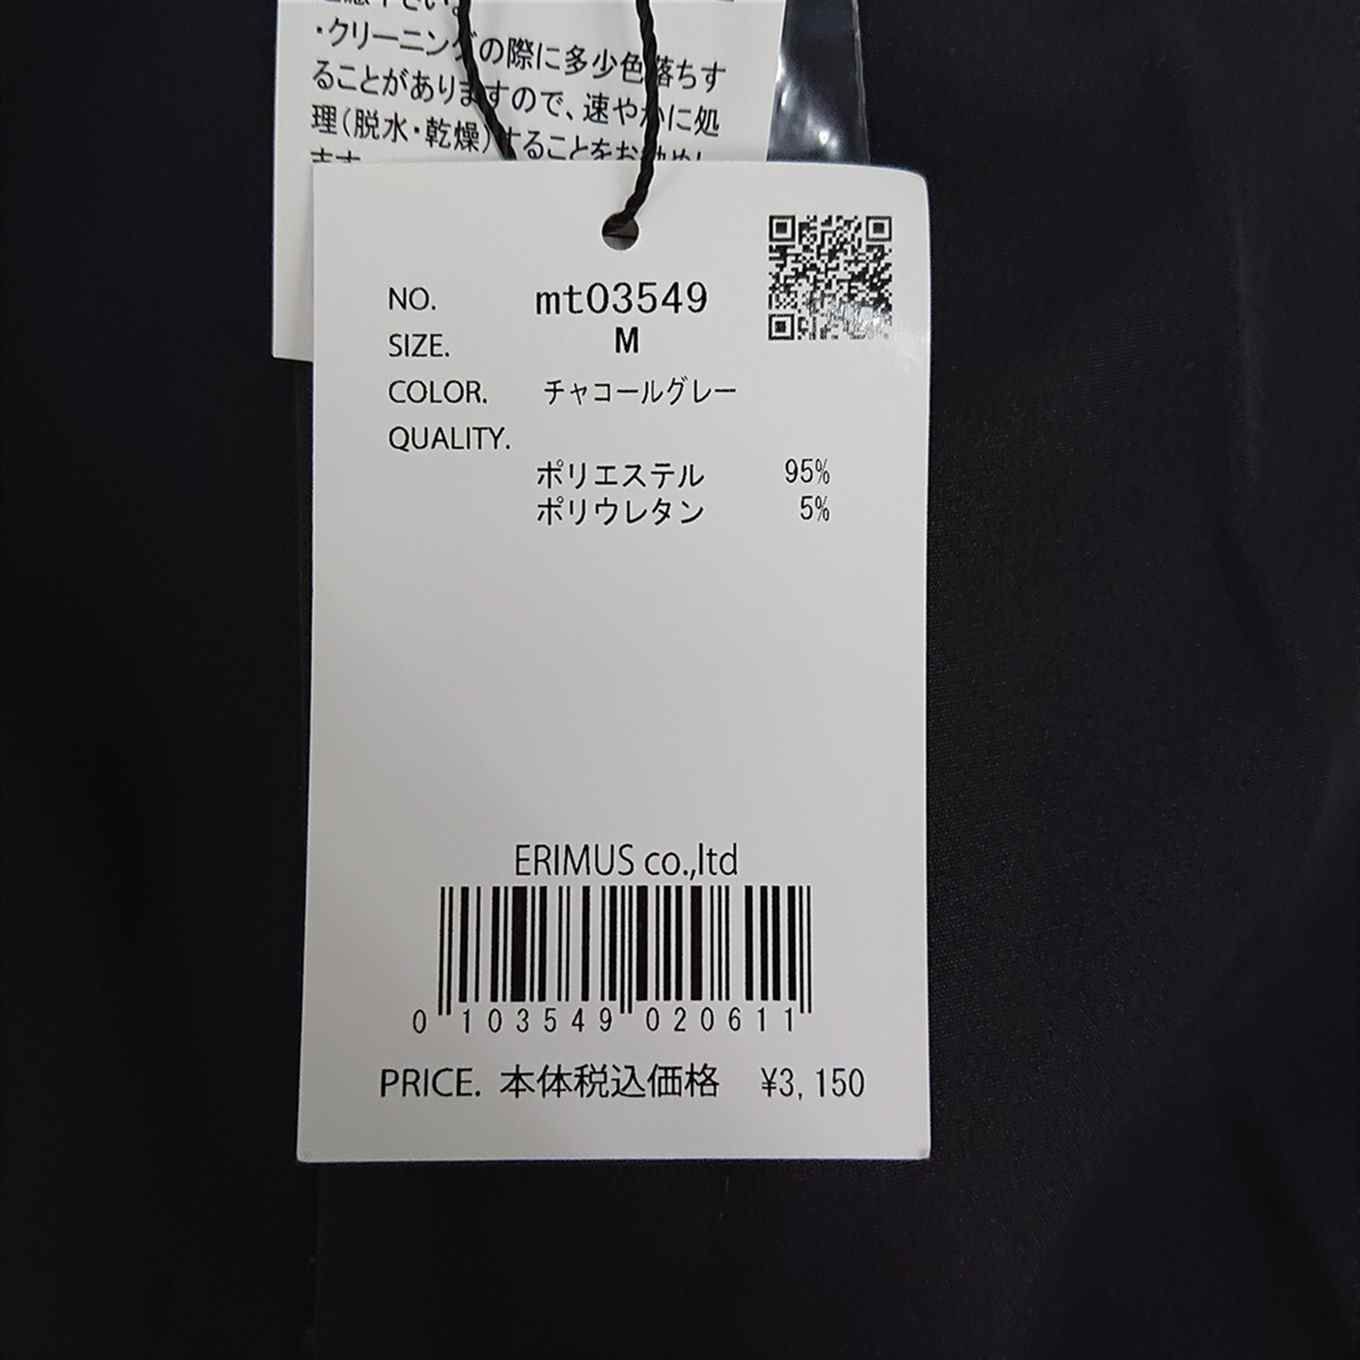 ・クリーニングの際に多少色落ちす
ることがありますので、速やかに処
理(脱水・乾燥)することをお勧めし
ます
NO. mt03549
SIZE. M
COLOR. チャコールグレー
QUALITY.
ポリエステル 95%
ポリウレタン 5%
ERIMUS co.,ltd
0 103549 020611
PRICE. 本体税込価格 ¥3,150